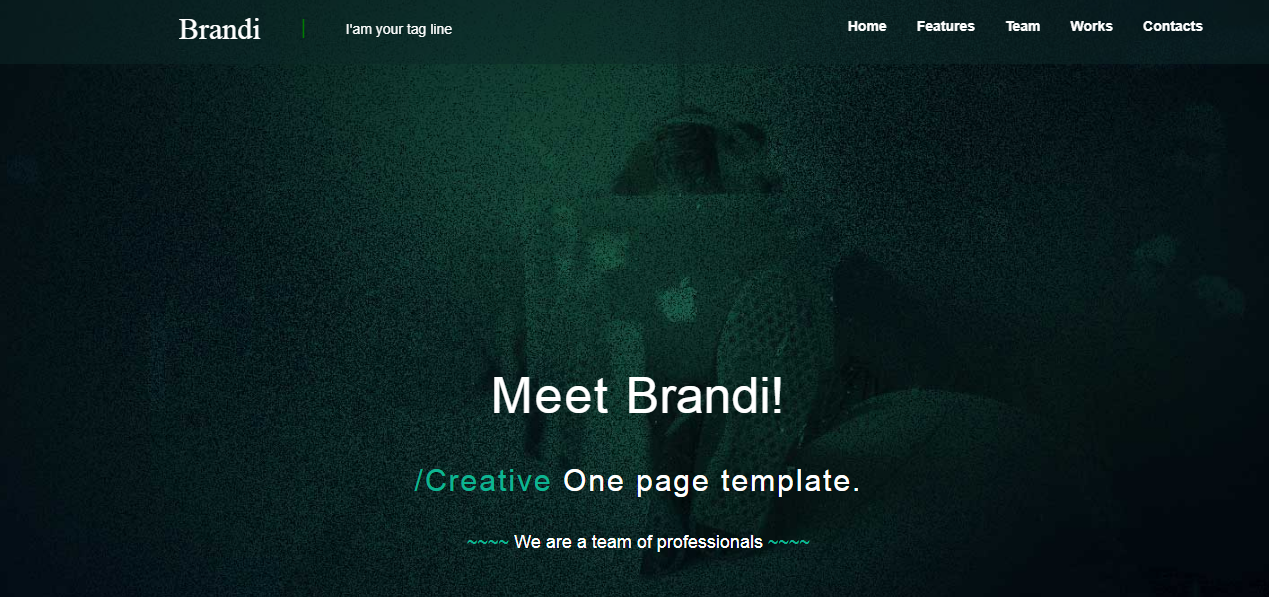 Brandi | I'am your tag line Home Features Team Works Contacts
Meet Brandi!
/Creative One page template.
~~~~ We are a team of professionals ~~~~